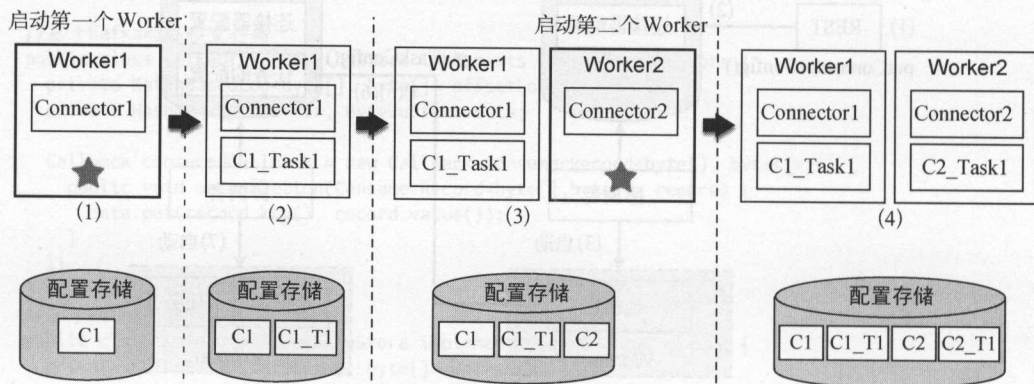 启动第一个Worker
启动第二个Worker
Worker1
Connector1
(1)
Worker1
Connector1
C1_Task1
(2)
Worker1
Connector1
C1_Task1
Worker2
Connector2
(3)
Worker1
Connector1
C1_Task1
Worker2
Connector2
C2_Task1
(4)
配置存储
C1
配置存储
C1
C1_T1
配置存储
C1
C1_T1
C2
配置存储
C1
C1_T1
C2
C2_T1